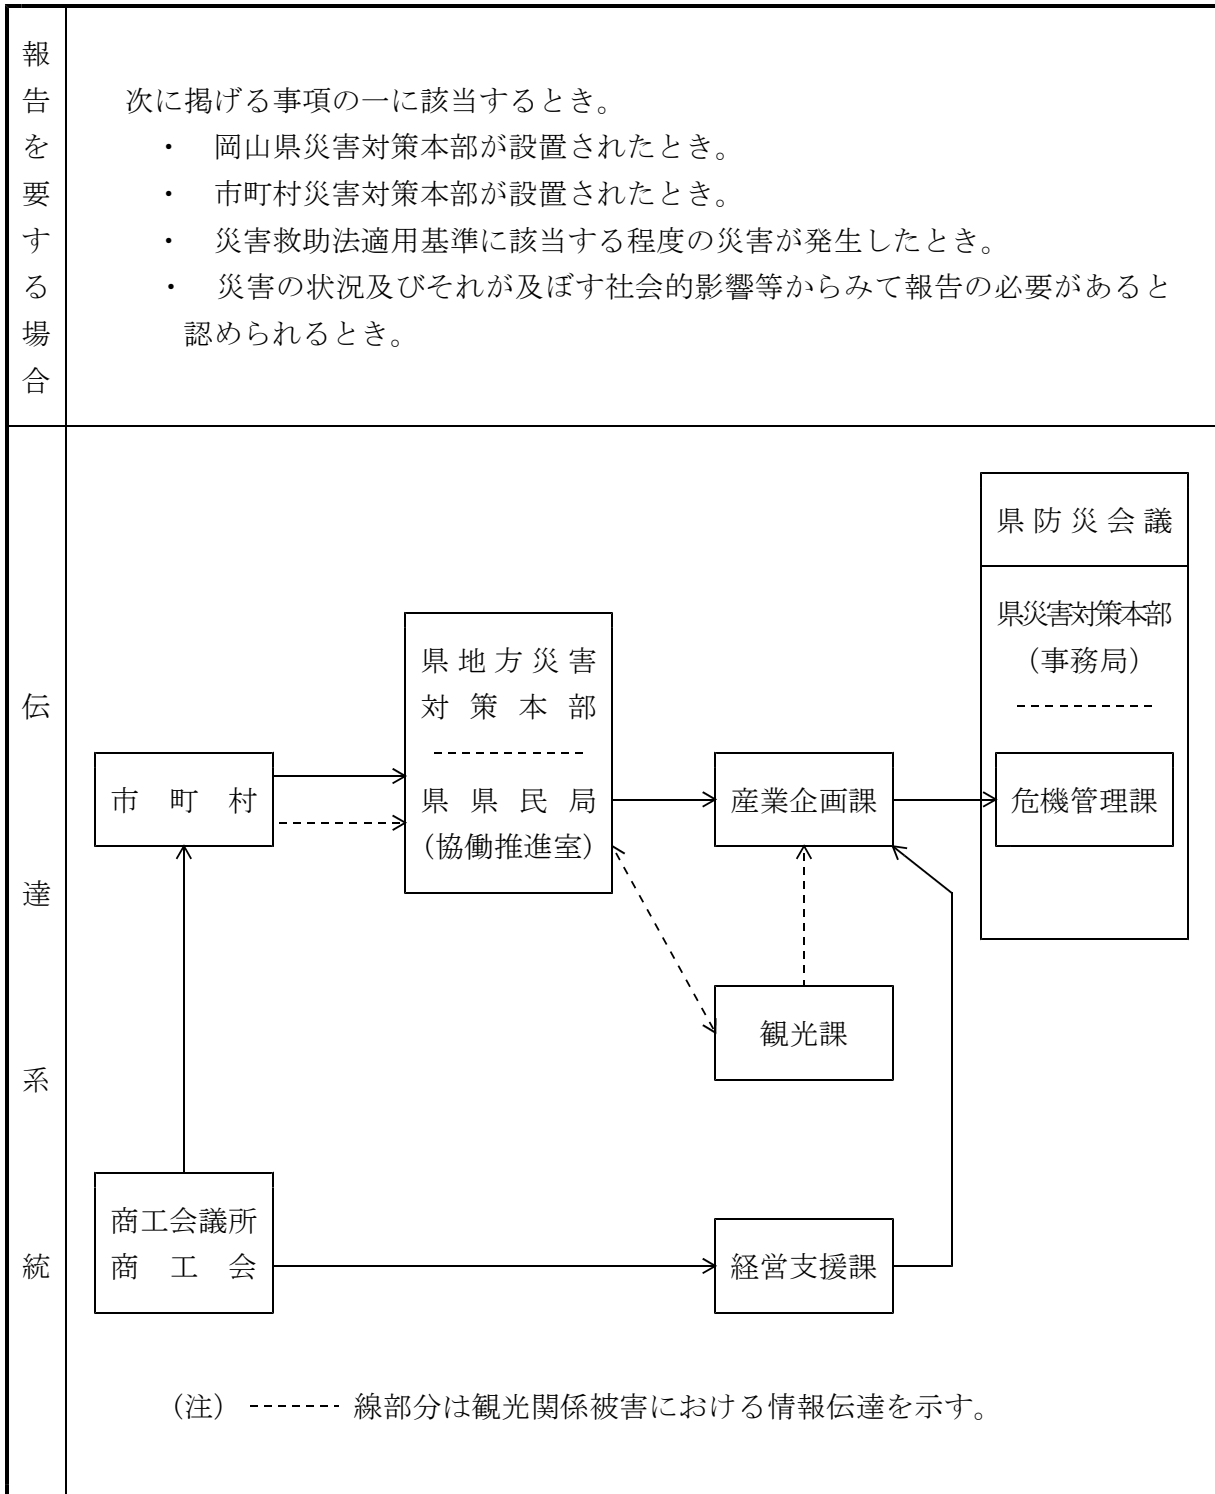 報告を要する場合
次に掲げる事項の一に該当するとき。
・　岡山県災害対策本部が設置されたとき。
・　市町村災害対策本部が設置されたとき。
・　災害救助法適用基準に該当する程度の災害が発生したとき。
・　災害の状況及びそれが及ぼす社会的影響等からみて報告の必要があると
認められるとき。
伝達系統
県防災会議
県災害対策本部
（事務局）
危機管理課
県地方災害
対策本部
県県民局
（協働推進室）
市町村
産業企画課
観光課
商工会議所
商工会
経営支援課
（注）------- 線部分は観光関係被害における情報伝達を示す。